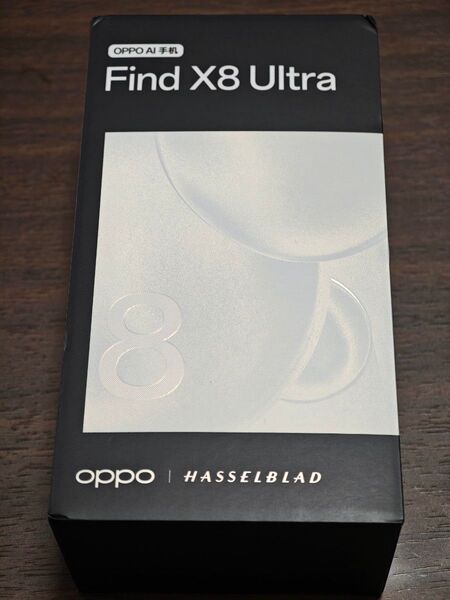 OPPO AI 手机
Find X8 Ultra
8
oppo | HASSELBLAD